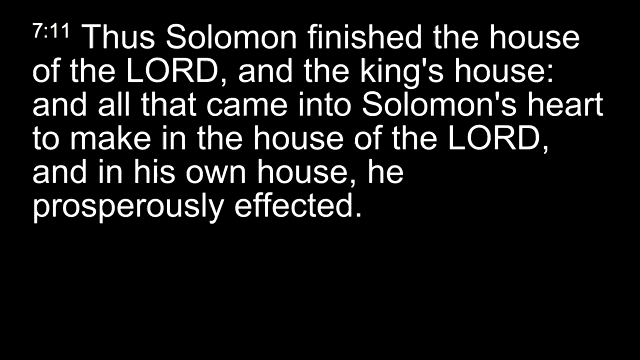 7:11 Thus Solomon finished the house
of the LORD, and the king's house:
and all that came into Solomon's heart
to make in the house of the LORD,
and in his own house, he
prosperously effected.